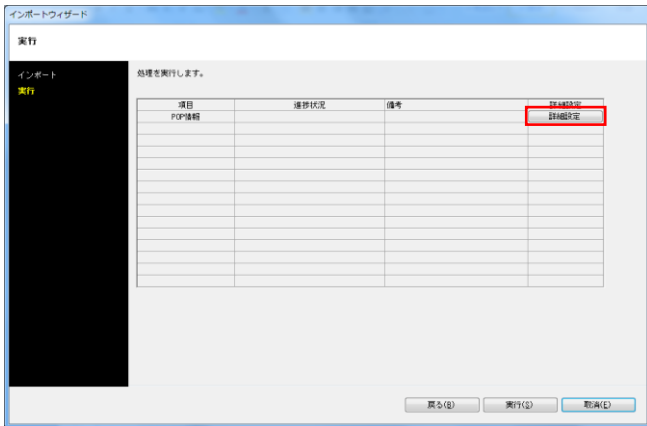 インポートウィザード
実行
インポート
実行
処理を実行します。
項目 進捗状況 備考 詳細設定
POP情報 詳細設定
戻る(B) 実行(S) 取消(E)